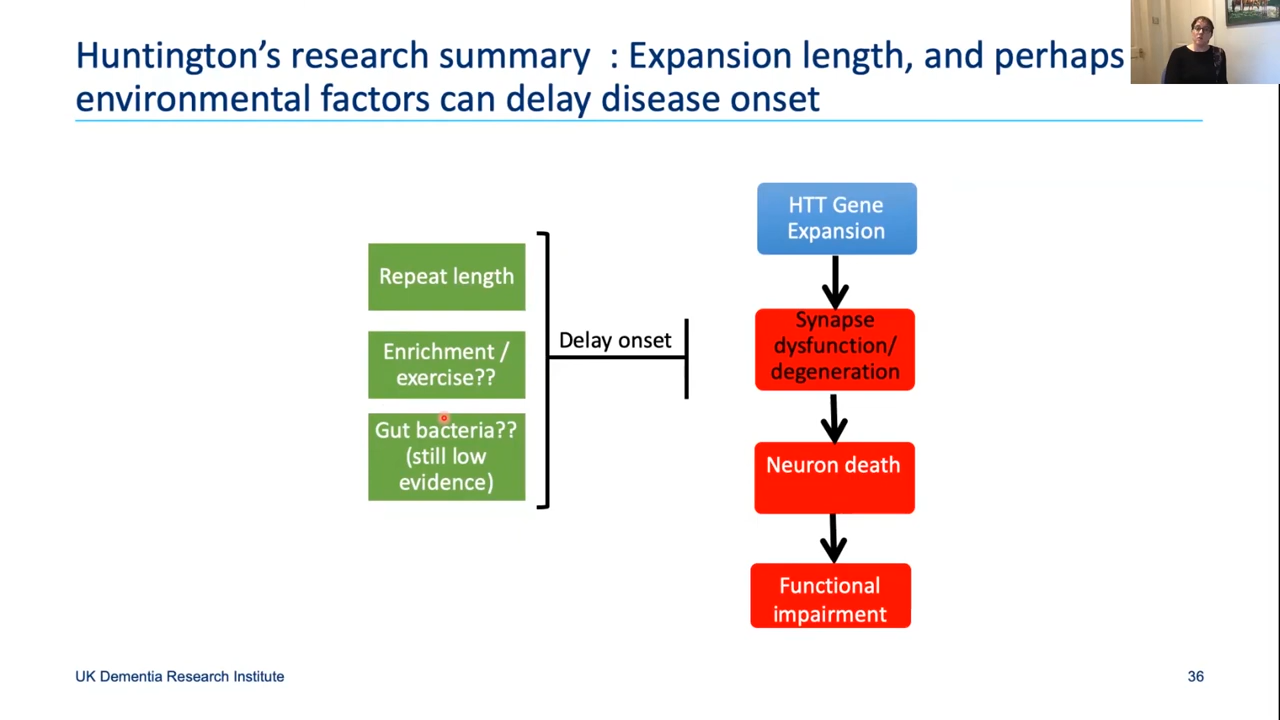 Huntington's research summary : Expansion length, and perhaps
environmental factors can delay disease onset
Repeat length
Enrichment /
exercise??
Gut bacteria??
(still low
evidence)
Delay onset
HTT Gene
Expansion
Synapse
dysfunction/
degeneration
Neuron death
Functional
impairment
UK Dementia Research Institute
36